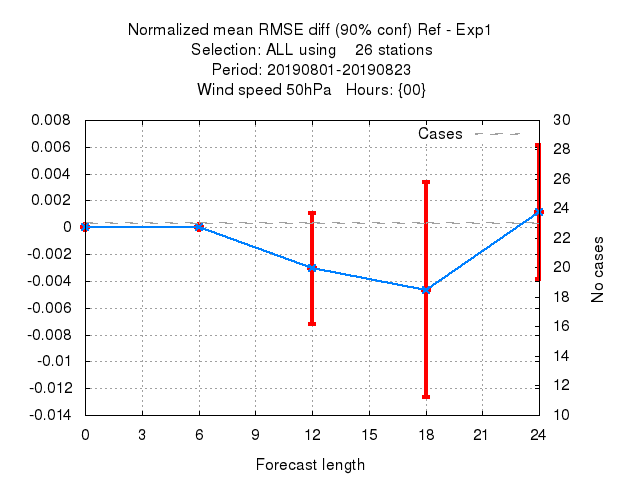 Normalized mean RMSE diff (90% conf) Ref - Exp1
Selection: ALL using 26 stations
Period: 20190801-20190823
Wind speed 50hPa Hours: {00}
Cases
0.008
0.006
0.004
0.002
0
-0.002
-0.004
-0.006
-0.008
-0.01
-0.012
-0.014
30
28
26
24
22
20
18
16
14
12
10
No cases
0 3 6 9 12 15 18 21 24
Forecast length